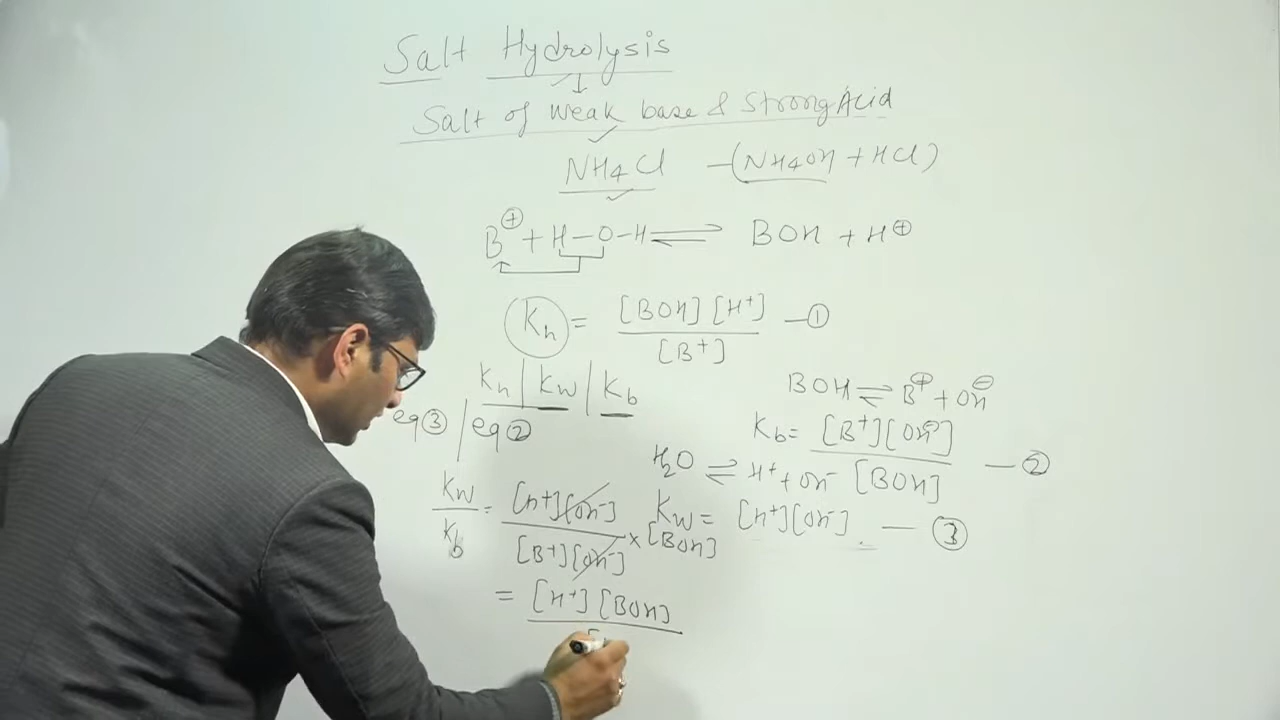 Salt Hydrolysis
Salt of weak base & Strong Acid
NH4Cl –(NH4OH + HCl)
B⊕ + H–O–H ⇌ BOH + H⊕
Kh = [BOH][H+] / [B+] —①
Kh | Kw | Kb
BOH ⇌ B⊕ + OH⊖
eq③ / eq②
Kb = [B+][OH⊖] / [BOH] —②
H2O ⇌ H+ + OH-
Kw = [H+][OH-] . — ③
Kw / Kb = [H+][OH-] / [B+][OH-] × [BOH]
= [H+][BOH]